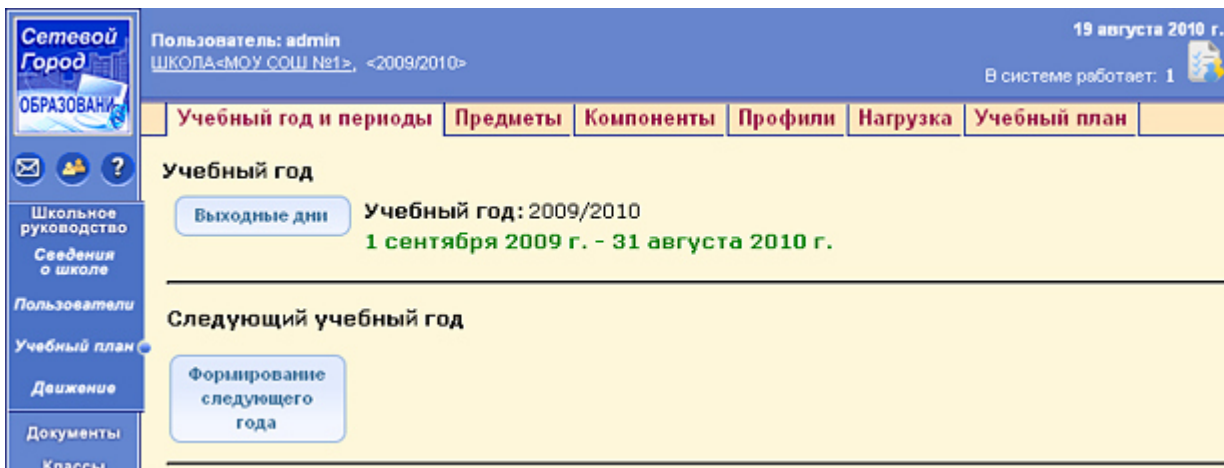 Сетевой
Город
ОБРАЗОВАНИ
Пользователь: admin
ШКОЛА<МОУ СОШ №1>, <2009/2010>
19 августа 2010 г.
В системе работает: 1
Учебный год и периоды Предметы Компоненты Профили Нагрузка Учебный план
?
Школьное
руководство
Сведения
о школе
Пользователи
Учебный план
Движение
Документы
Классы
Учебный год
Выходные дни
Учебный год: 2009/2010
1 сентября 2009 г. - 31 августа 2010 г.
Следующий учебный год
Формирование
следующего
года